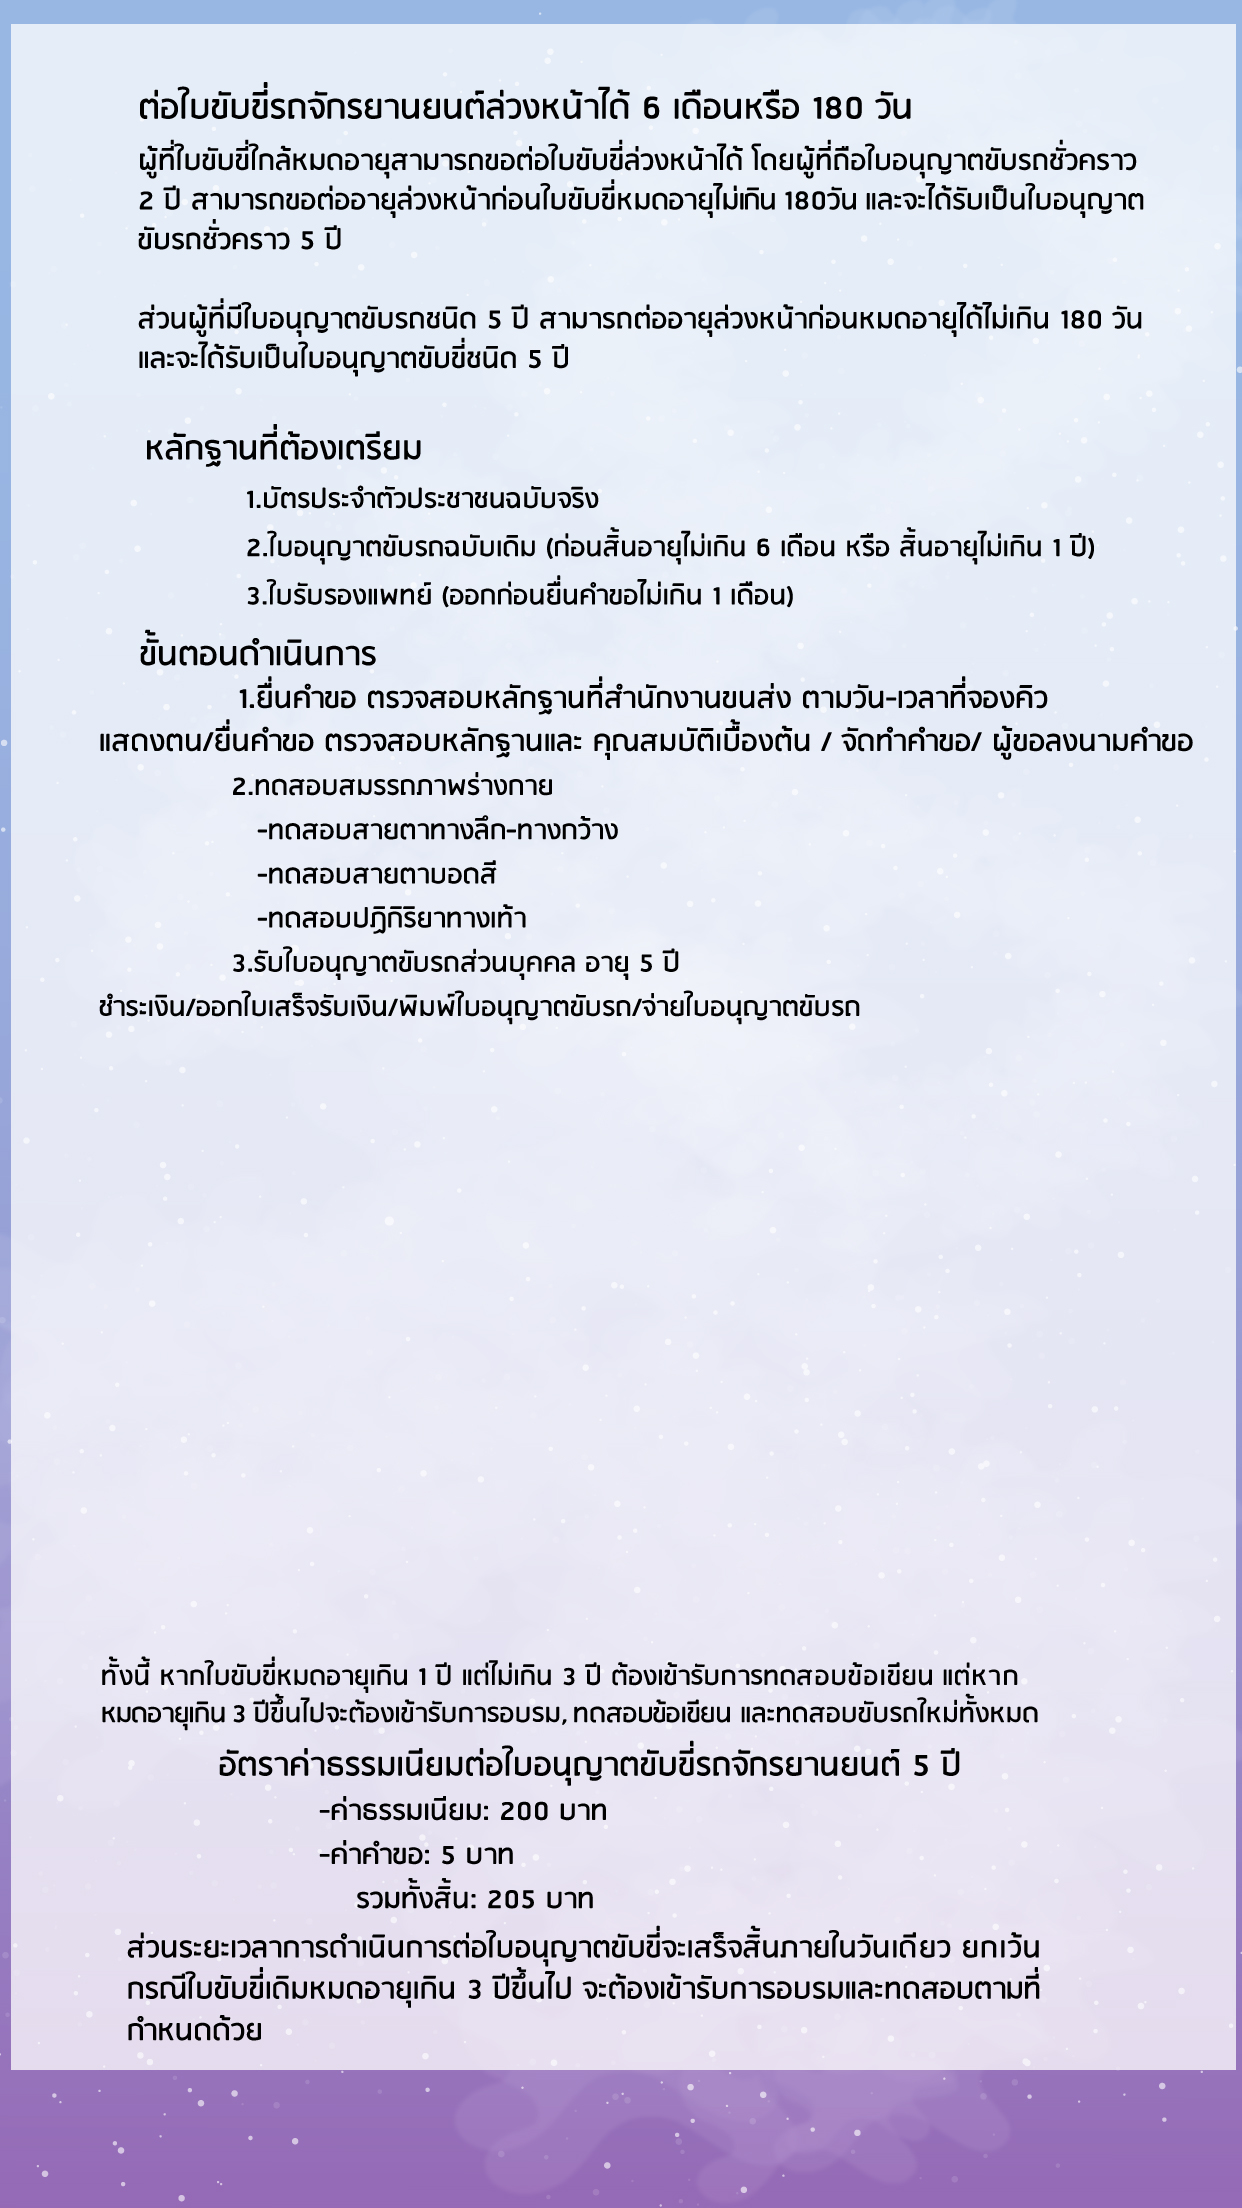 ต่อใบขับขี่รถจักรยานยนต์ล่วงหน้าได้ 6 เดือนหรือ 180 วัน
ผู้ที่ใบขับขี่ใกล้หมดอายุสามารถขอต่อใบขับขี่ล่วงหน้าได้ โดยผู้ที่ถือใบอนุญาตขับรถชั่วคราว
2 ปี สามารถขอต่ออายุล่วงหน้าก่อนใบขับขี่หมดอายุไม่เกิน 180วัน และจะได้รับเป็นใบอนุญาต
ขับรถชั่วคราว 5 ปี
ส่วนผู้ที่มีใบอนุญาตขับรถชนิด 5 ปี สามารถต่ออายุล่วงหน้าก่อนหมดอายุได้ไม่เกิน 180 วัน
และจะได้รับเป็นใบอนุญาตขับขี่ชนิด 5 ปี
หลักฐานที่ต้องเตรียม
1.บัตรประจำตัวประชาชนฉบับจริง
2.ใบอนุญาตขับรถฉบับเดิม (ก่อนสิ้นอายุไม่เกิน 6 เดือน หรือ สิ้นอายุไม่เกิน 1 ปี)
3.ใบรับรองแพทย์ (ออกก่อนยื่นคำขอไม่เกิน 1 เดือน)
ขั้นตอนดำเนินการ
1.ยื่นคำขอ ตรวจสอบหลักฐานที่สำนักงานขนส่ง ตามวัน-เวลาที่จองคิว
แสดงตน/ยื่นคำขอ ตรวจสอบหลักฐานและ คุณสมบัติเบื้องต้น / จัดทำคำขอ/ ผู้ขอลงนามคำขอ
2.ทดสอบสมรรถภาพร่างกาย
-ทดสอบสายตาทางลึก-ทางกว้าง
-ทดสอบสายตาบอดสี
-ทดสอบปฏิกิริยาทางเท้า
3.รับใบอนุญาตขับรถส่วนบุคคล อายุ 5 ปี
ชำระเงิน/ออกใบเสร็จรับเงิน/พิมพ์ใบอนุญาตขับรถ/จ่ายใบอนุญาตขับรถ
ทั้งนี้ หากใบขับขี่หมดอายุเกิน 1 ปี แต่ไม่เกิน 3 ปี ต้องเข้ารับการทดสอบข้อเขียน แต่หาก
หมดอายุเกิน 3 ปีขึ้นไปจะต้องเข้ารับการอบรม, ทดสอบข้อเขียน และทดสอบขับรถใหม่ทั้งหมด
อัตราค่าธรรมเนียมต่อใบอนุญาตขับขี่รถจักรยานยนต์ 5 ปี
-ค่าธรรมเนียม: 200 บาท
-ค่าคำขอ: 5 บาท
รวมทั้งสิ้น: 205 บาท
ส่วนระยะเวลาการดำเนินการต่อใบอนุญาตขับขี่จะเสร็จสิ้นภายในวันเดียว ยกเว้น
กรณีใบขับขี่เดิมหมดอายุเกิน 3 ปีขึ้นไป จะต้องเข้ารับการอบรมและทดสอบตามที่
กำหนดด้วย